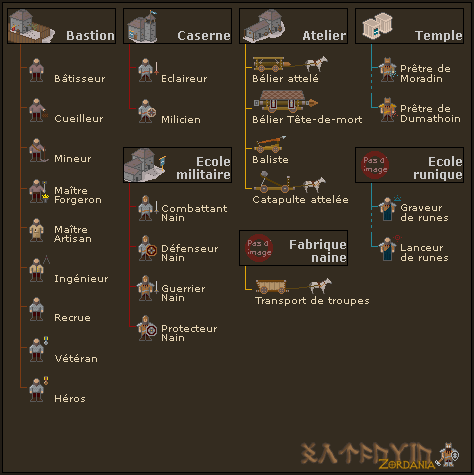 Bastion
Bâtisseur
Cueilleur
Mineur
Maître
Forgeron
Maître
Artisan
Ingénieur
Recrue
Vétéran
Héros
Caserne
Eclaireur
Milicien
Ecole
militaire
Combattant
Nain
Défenseur
Nain
Guerrier
Nain
Protecteur
Nain
Atelier
Bélier attelé
Bélier Tête-de-mort
Baliste
Catapulte attelée
Pas d'
image
Fabrique
naine
Transport de troupes
Temple
Prêtre de
Moradin
Prêtre de
Dumathoin
Pas d'
image
Ecole
runique
Graveur
de runes
Lanceur
de runes
Zordania